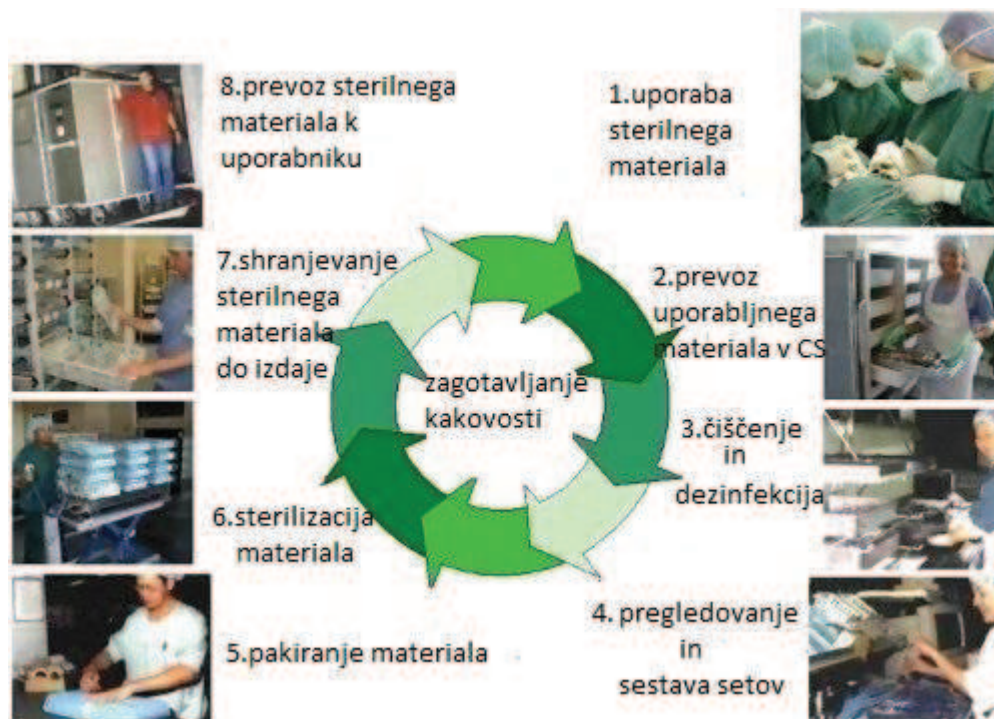 1.uporaba
sterilnega
materiala
2.prevoz
uporabljnega
materiala v CS
3.čiščenje
in
dezinfekcija
4. pregledovanje
in
sestava setov
5.pakiranje materiala
6.sterilizacija
materiala
7.shranjevanje
sterilnega
materiala
do izdaje
8.prevoz sterilnega
materiala k
uporabniku
zagotavljanje
kakovosti